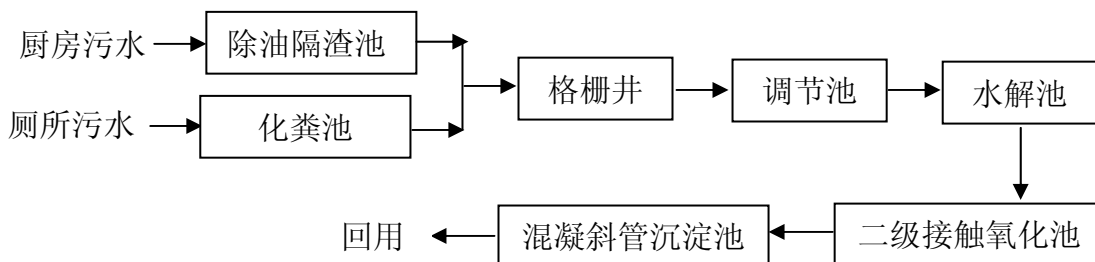 厨房污水
除油隔渣池
厕所污水
化粪池
格栅井
调节池
水解池
二级接触氧化池
混凝斜管沉淀池
回用